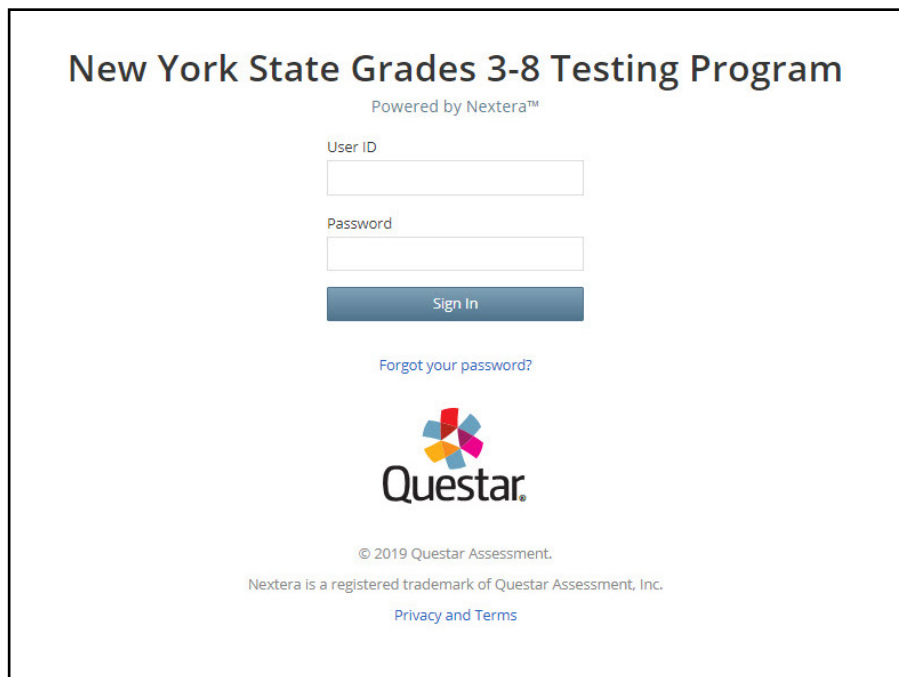 New York State Grades 3-8 Testing Program
Powered by Nextera™
User ID
Password
Sign In
Forgot your password?
Questar®
© 2019 Questar Assessment.
Nextera is a registered trademark of Questar Assessment, Inc.
Privacy and Terms